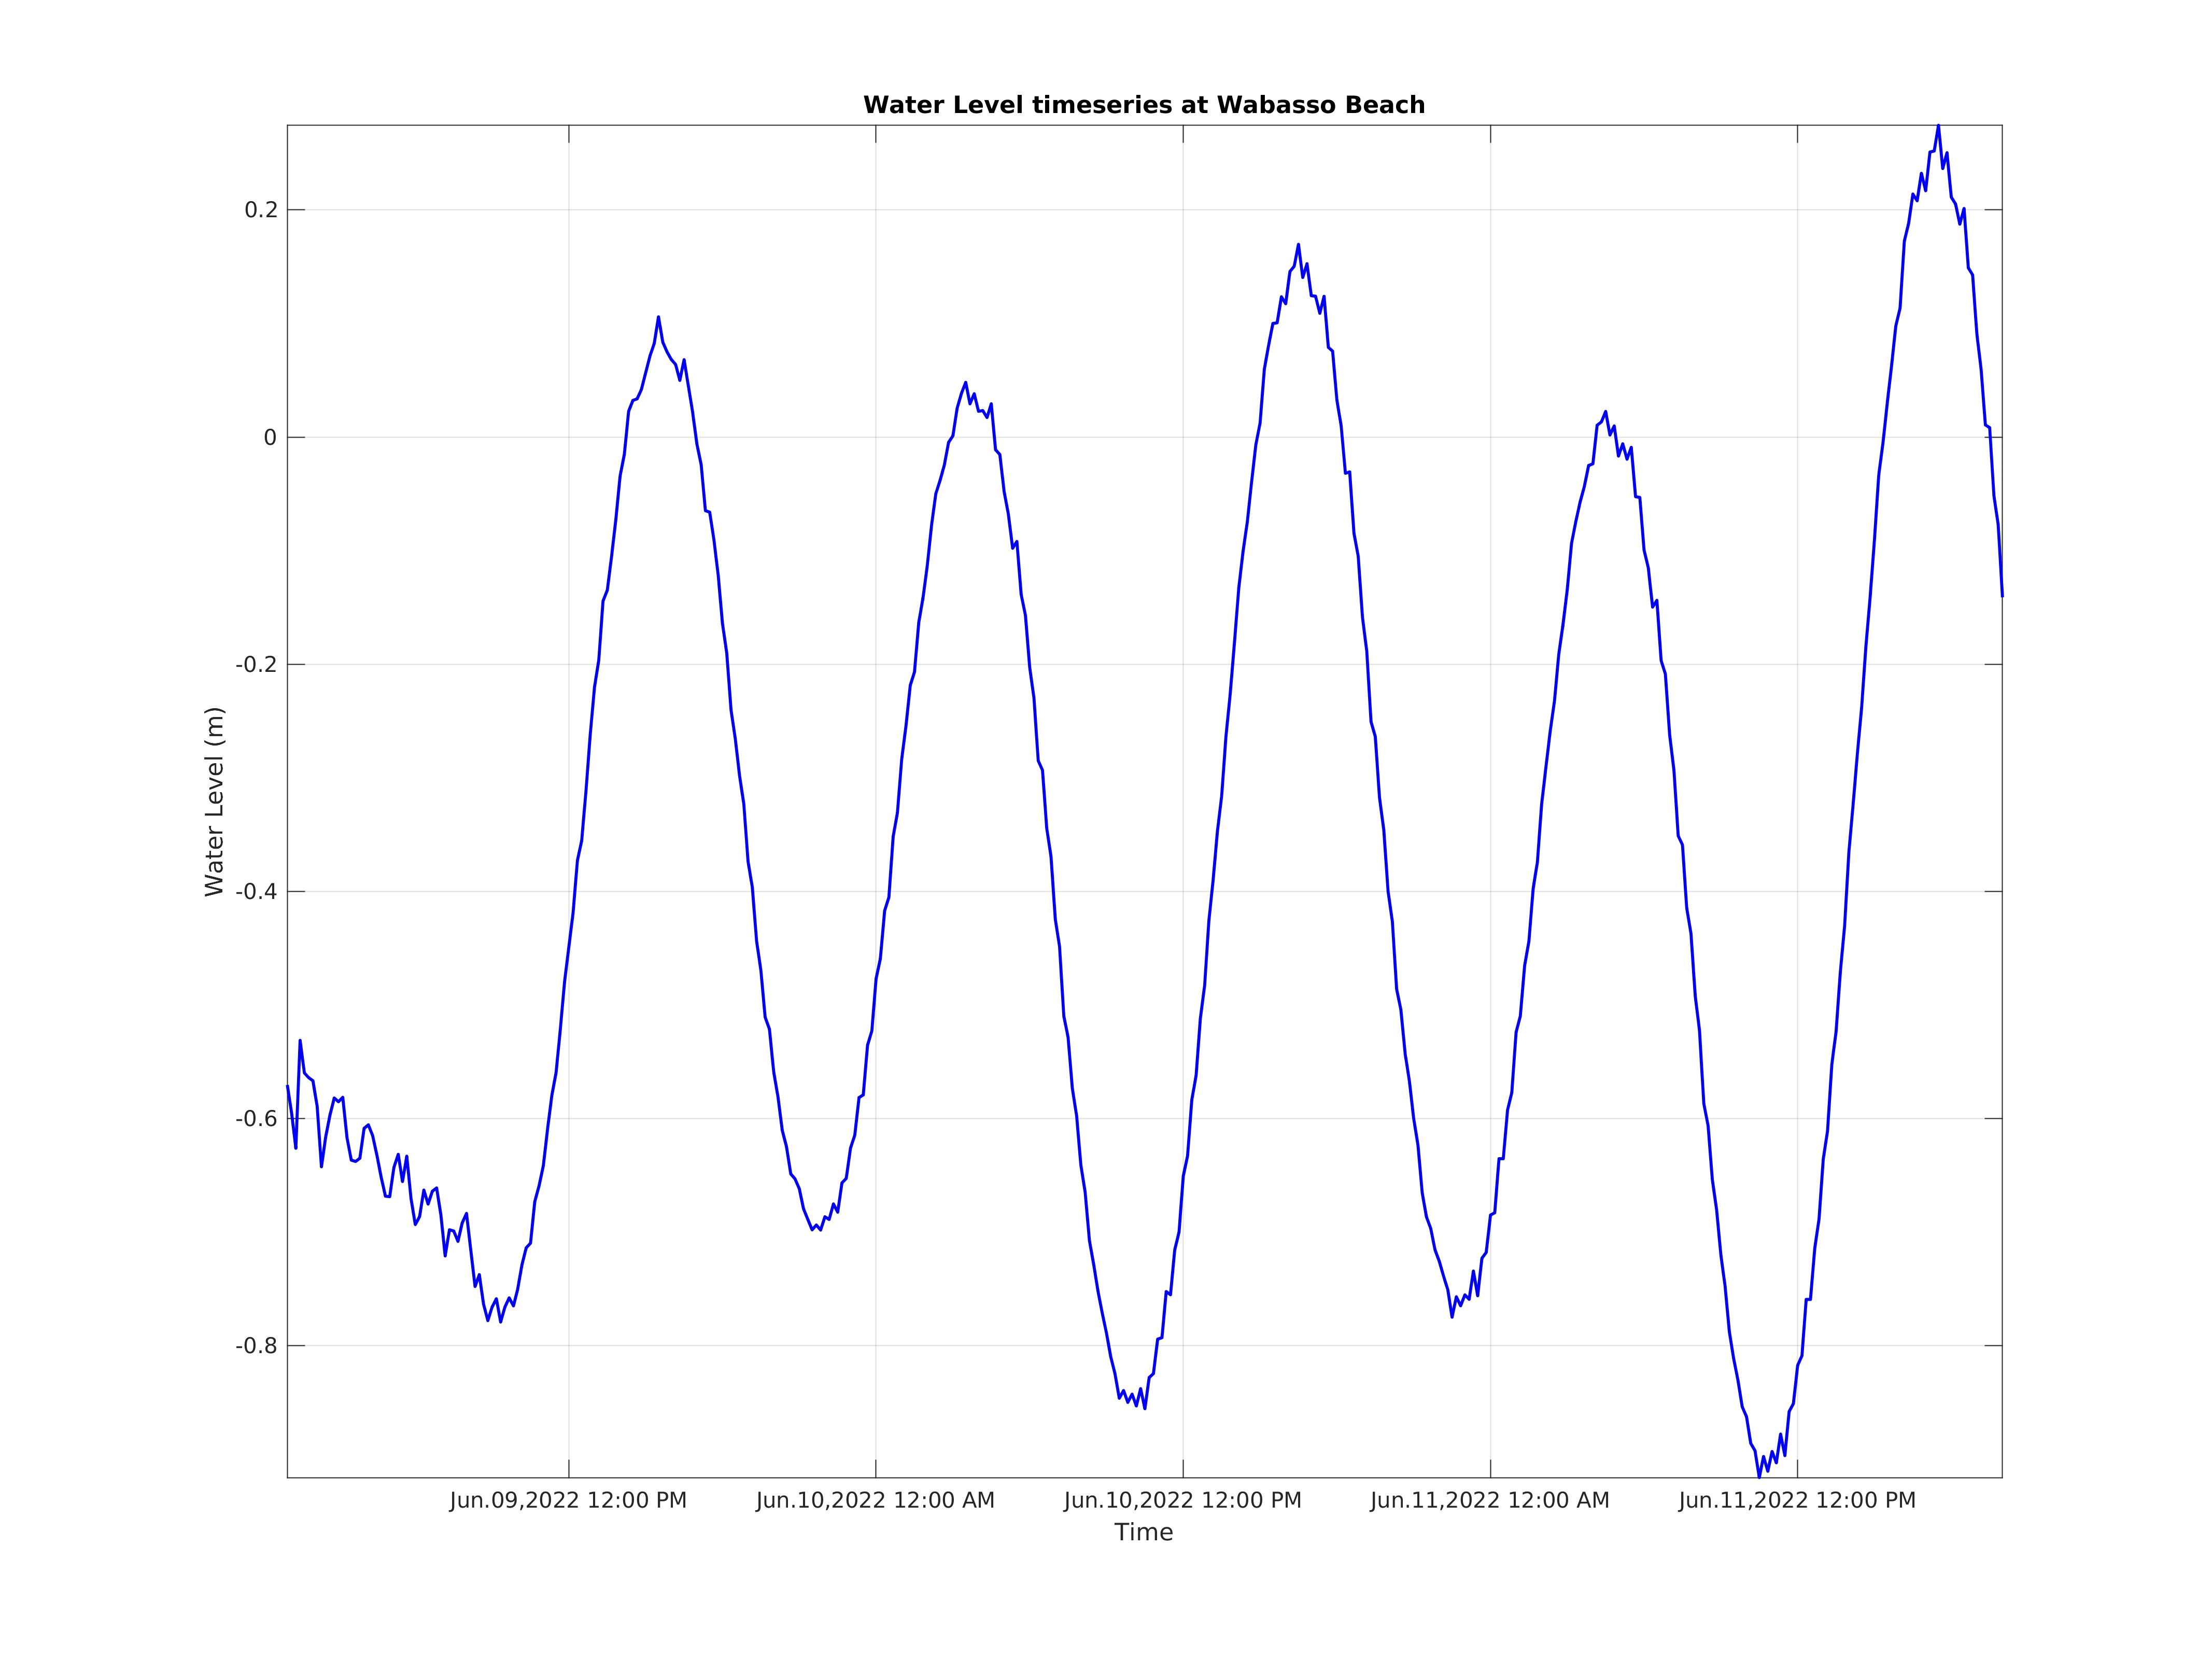 Water Level timeseries at Wabasso Beach
0.2
0
-0.2
-0.4
-0.6
-0.8
Water Level (m)
Jun.09,2022 12:00 PM
Jun.10,2022 12:00 AM
Jun.10,2022 12:00 PM
Jun.11,2022 12:00 AM
Jun.11,2022 12:00 PM
Time